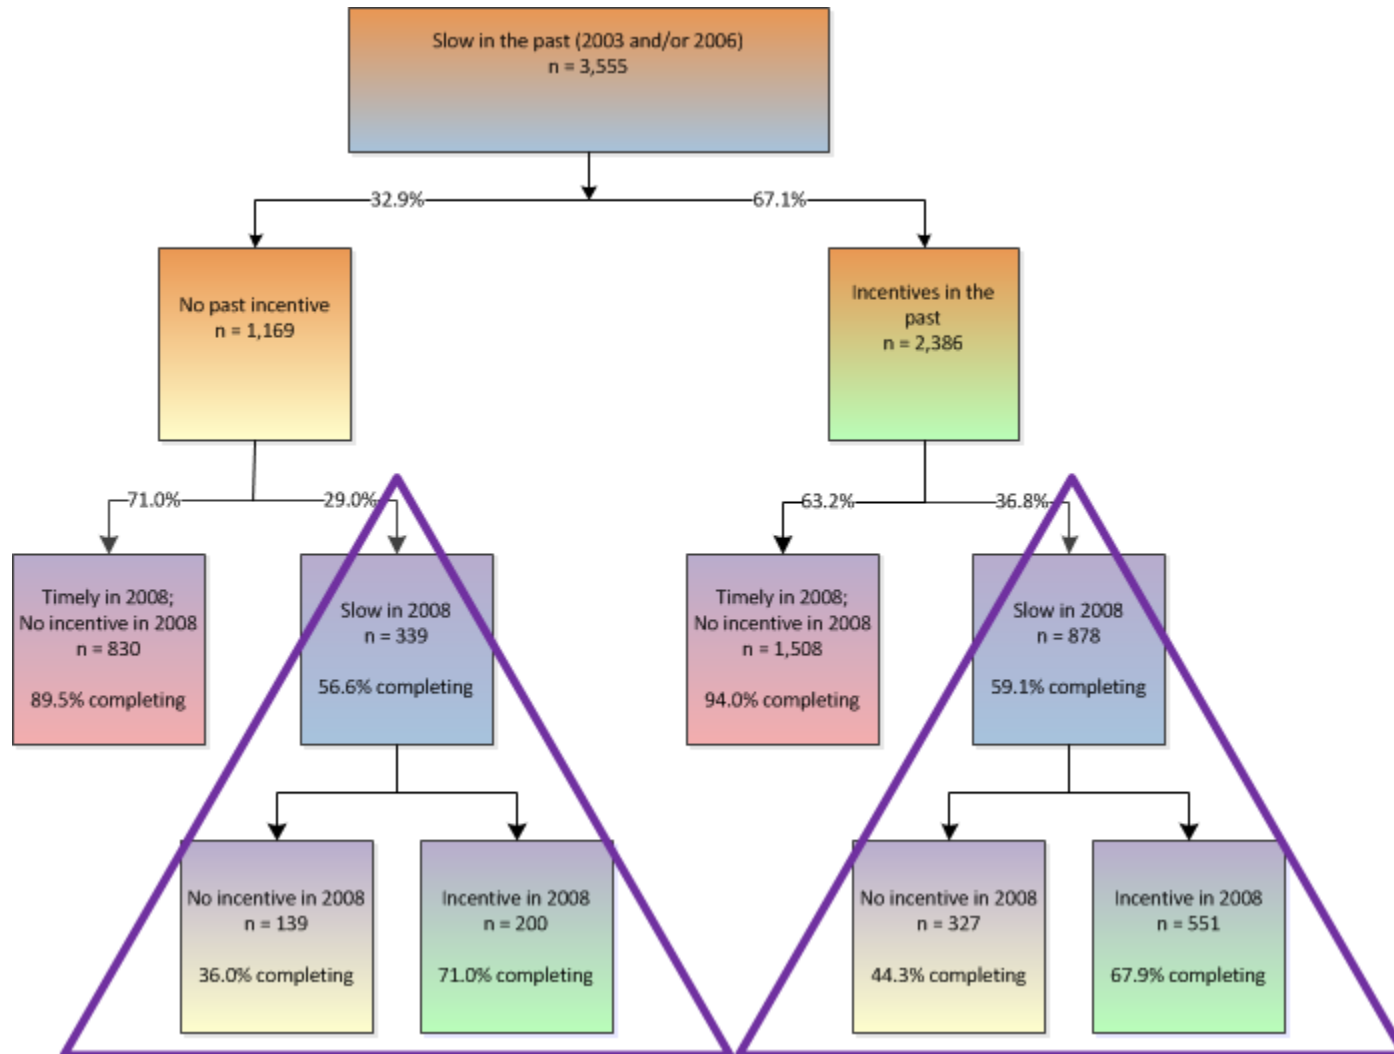 Slow in the past (2003 and/or 2006)
n = 3,555
32.9%
67.1%
No past incentive
n = 1,169
Incentives in the
past
n = 2,386
71.0%
29.0%
63.2%
36.8%
Timely in 2008;
No incentive in 2008
n = 830
89.5% completing
Slow in 2008
n = 339
56.6% completing
Timely in 2008;
No incentive in 2008
n = 1,508
94.0% completing
Slow in 2008
n = 878
59.1% completing
No incentive in 2008
n = 139
36.0% completing
Incentive in 2008
n = 200
71.0% completing
No incentive in 2008
n = 327
44.3% completing
Incentive in 2008
n = 551
67.9% completing